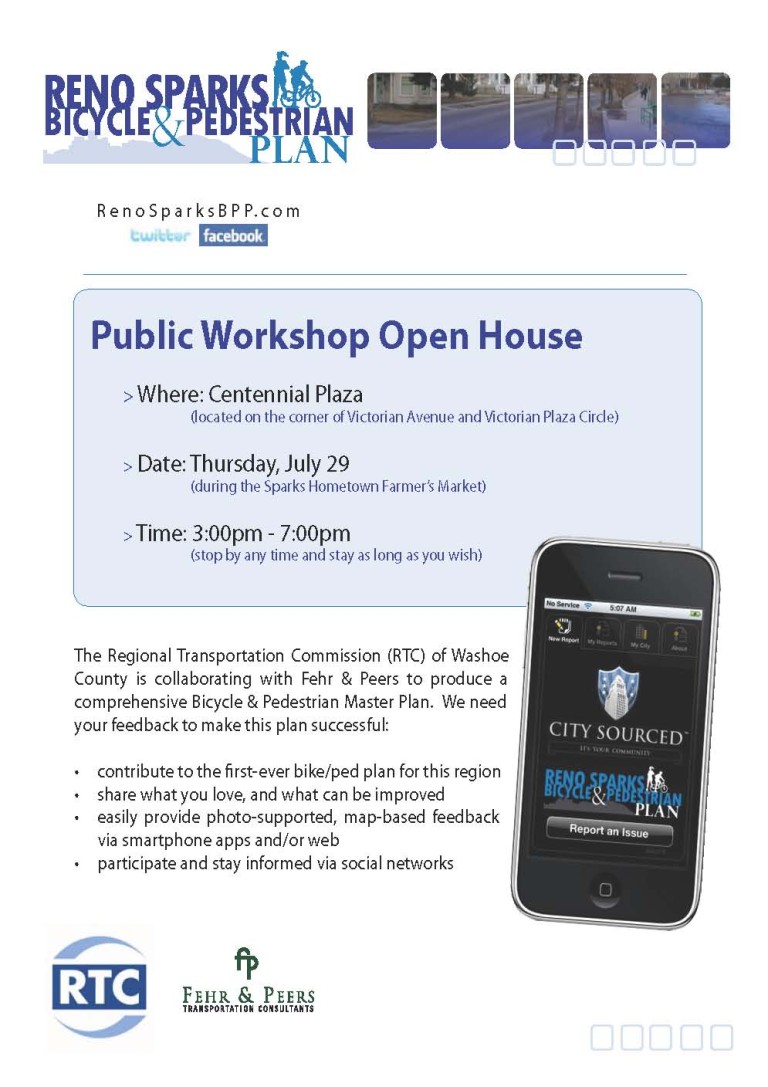 RENO SPARKS
BICYCLE & PEDESTRIAN
PLAN
RenoSparksBPP.com
twitter facebook
Public Workshop Open House
> Where: Centennial Plaza
(located on the corner of Victorian Avenue and Victorian Plaza Circle)
> Date: Thursday, July 29
(during the Sparks Hometown Farmer's Market)
> Time: 3:00pm - 7:00pm
(stop by any time and stay as long as you wish)
The Regional Transportation Commission (RTC) of Washoe
County is collaborating with Fehr & Peers to produce a
comprehensive Bicycle & Pedestrian Master Plan. We need
your feedback to make this plan successful:
• contribute to the first-ever bike/ped plan for this region
• share what you love, and what can be improved
• easily provide photo-supported, map-based feedback
via smartphone apps and/or web
• participate and stay informed via social networks
No Service 5:07 AM
New Report My Reports My City About
CITY SOURCED™
IT'S YOUR COMMUNITY
RENO SPARKS
BICYCLE & PEDESTRIAN
PLAN
Report an Issue
RTC
fp
FEHR & PEERS
TRANSPORTATION CONSULTANTS